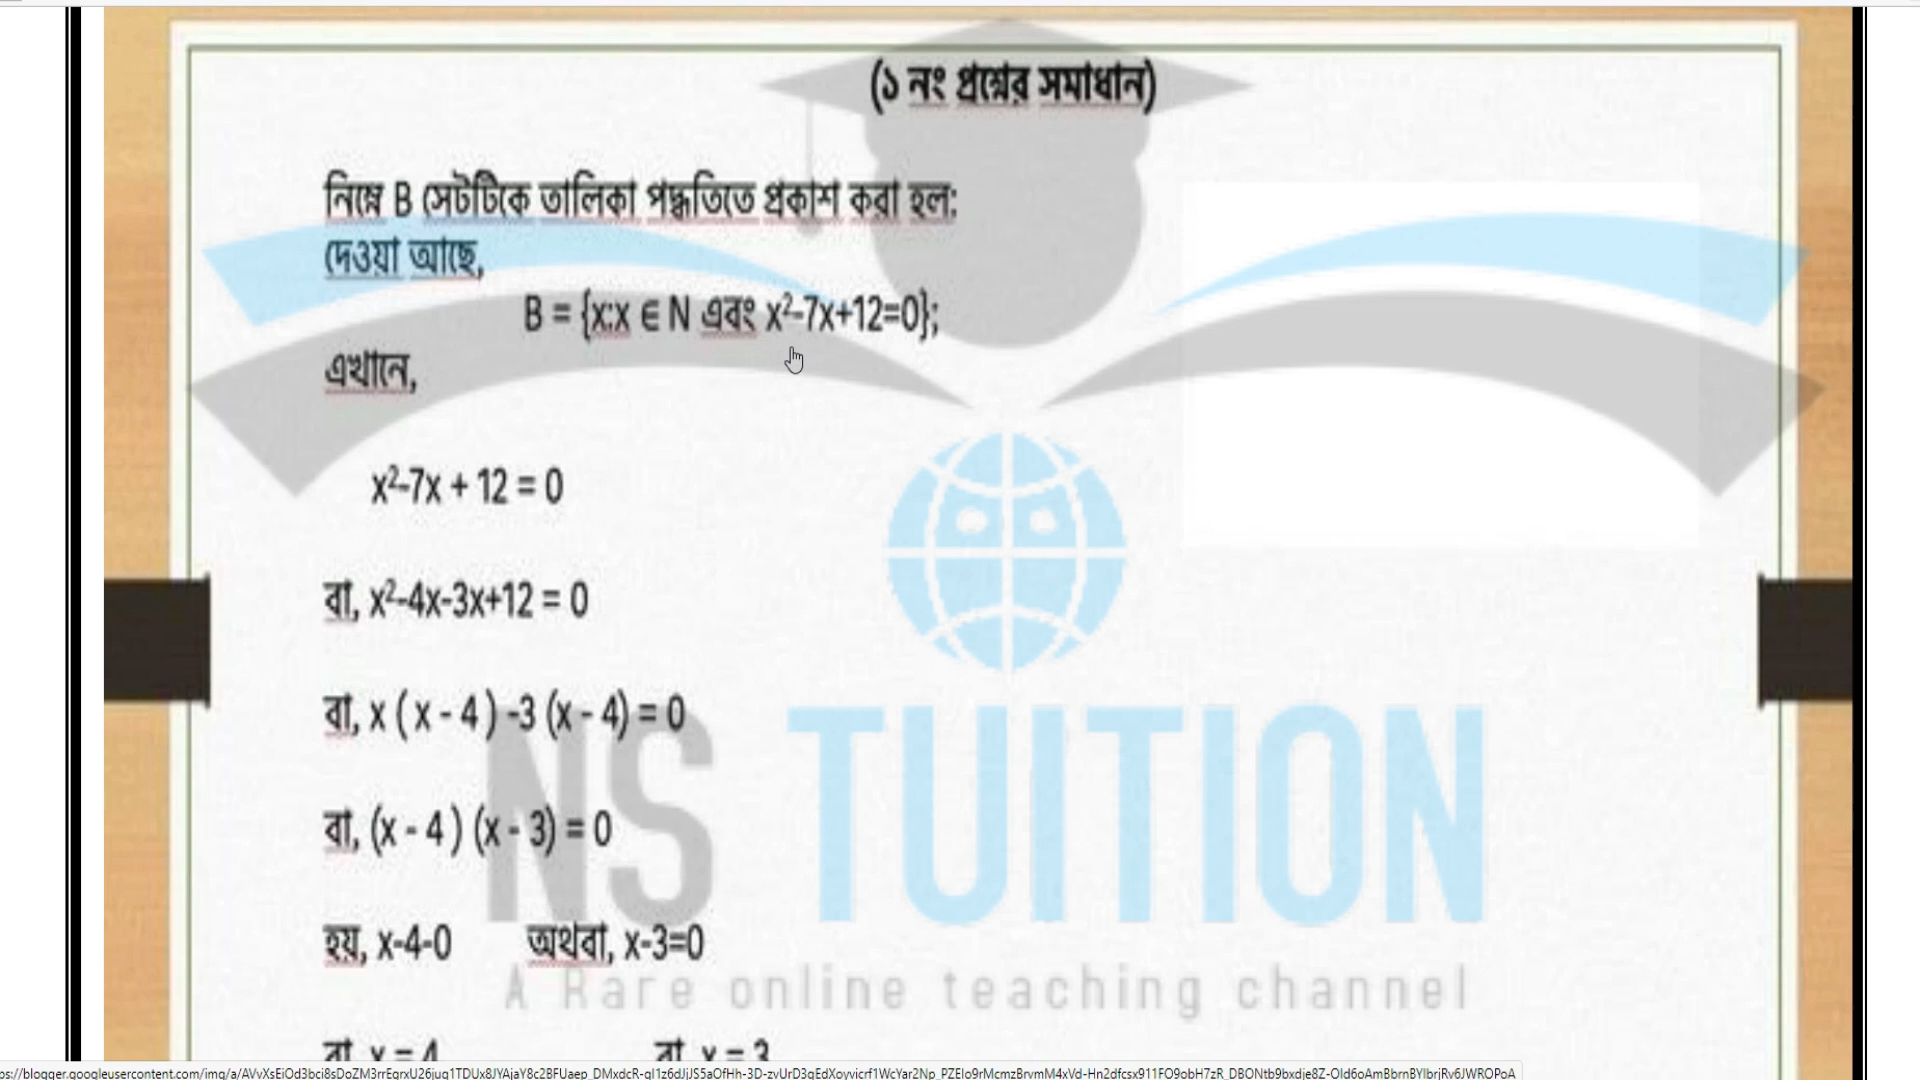 (১ নং প্রশ্নের সমাধান)
নিম্নে B সেটটিকে তালিকা পদ্ধতিতে প্রকাশ করা হল:
দেওয়া আছে,
B = {x:x ∈ N এবং x²-7x+12=0};
এখানে,
x²-7x + 12 = 0
বা, x²-4x-3x+12 = 0
বা, x ( x - 4 ) -3 (x - 4) = 0
বা, (x - 4 ) (x - 3) = 0
হয়, x-4-0 অথবা, x-3=0
বা, x = 4 বা, x = 3
NS TUITION
A Rare online teaching channel